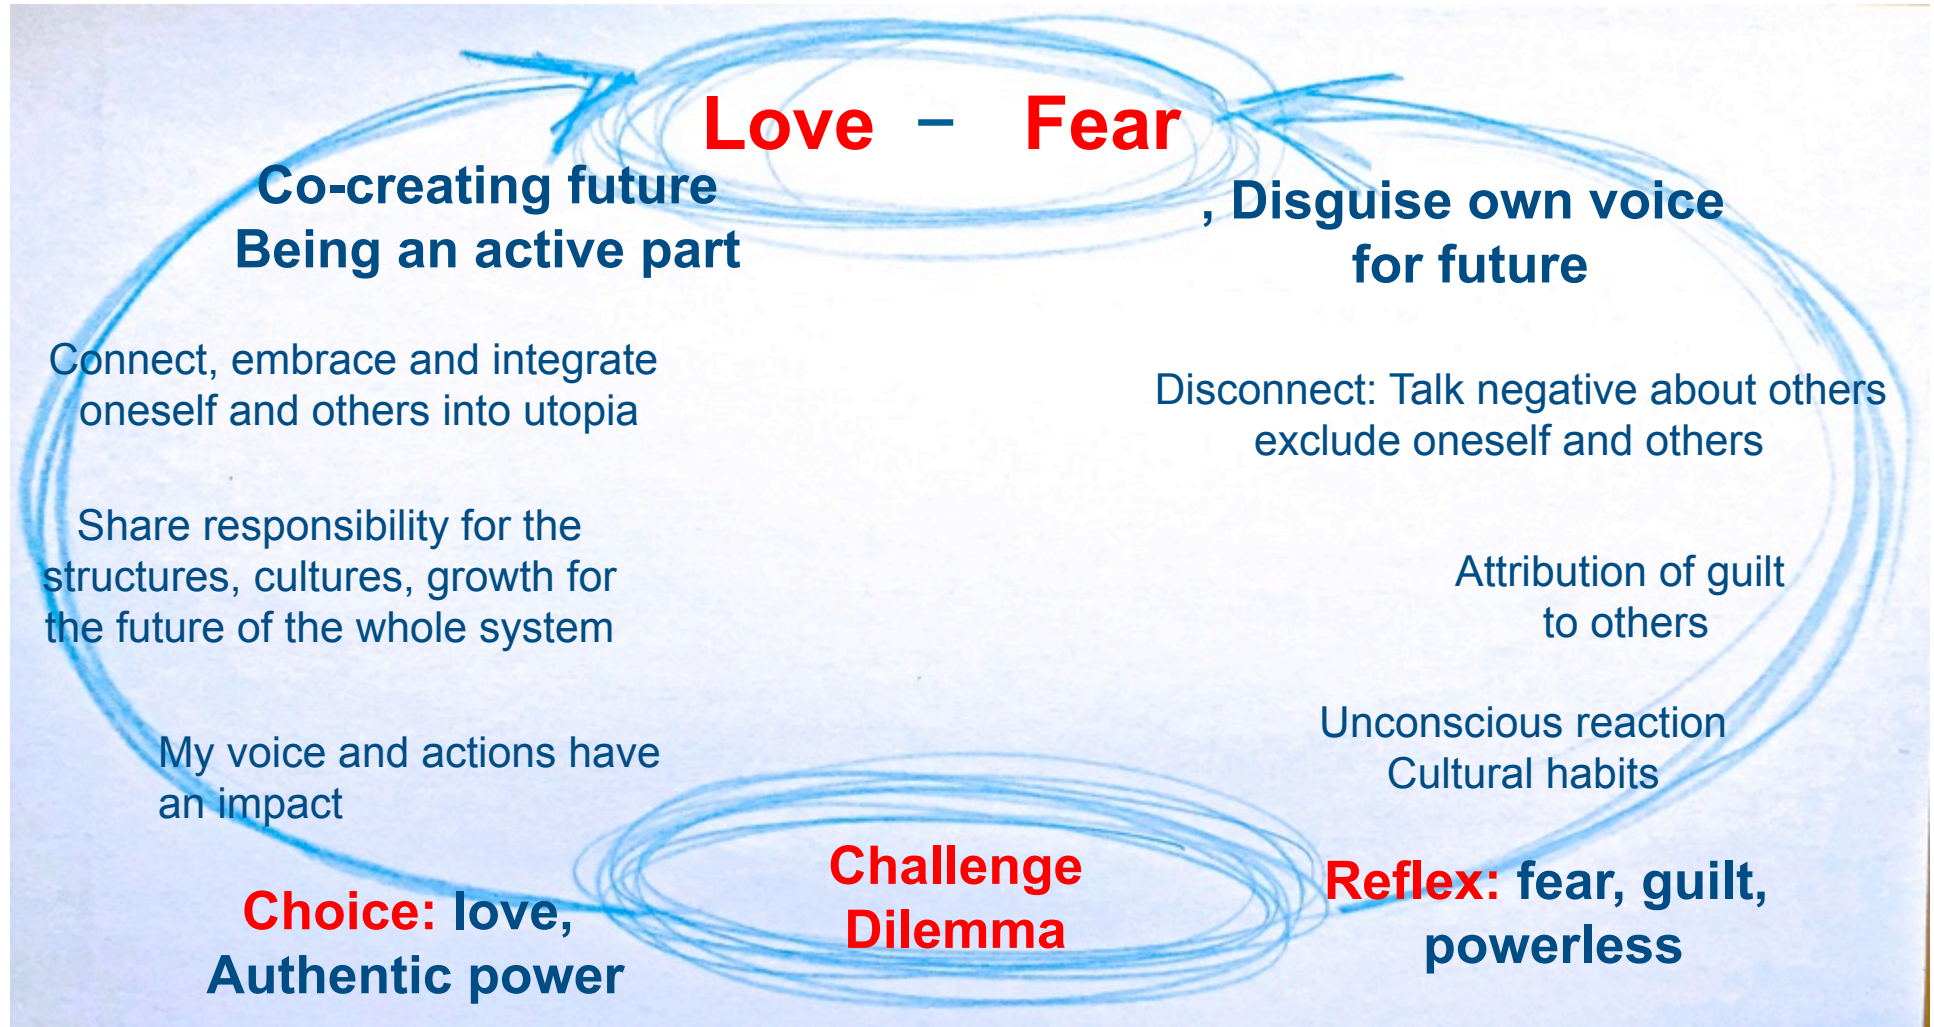 Love – Fear
Co-creating future
Being an active part
, Disguise own voice
for future
Connect, embrace and integrate
oneself and others into utopia
Disconnect: Talk negative about others
exclude oneself and others
Share responsibility for the
structures, cultures, growth for
the future of the whole system
Attribution of guilt
to others
My voice and actions have
an impact
Unconscious reaction
Cultural habits
Choice: love,
Authentic power
Challenge
Dilemma
Reflex: fear, guilt,
powerless